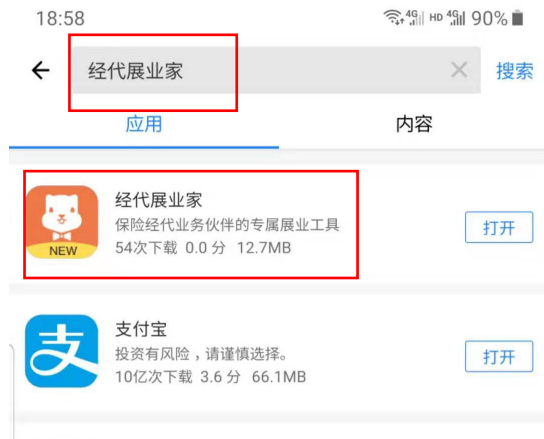 18:58
4G HD 4G 90%
经代展业家 × 搜索
应用 内容
经代展业家
保险经代业务伙伴的专属展业工具
54次下载 0.0 分 12.7MB
NEW
打开
支付宝
投资有风险，请谨慎选择。
10亿次下载 3.6 分 66.1MB
支
打开